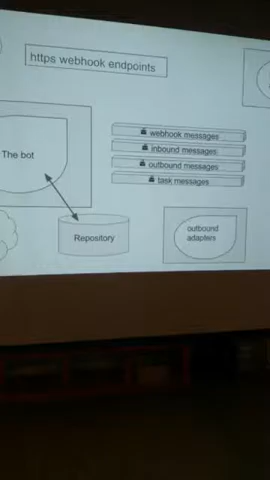 https webhook endpoints
webhook messages
inbound messages
outbound messages
task messages
The bot
Repository
outbound
adapters